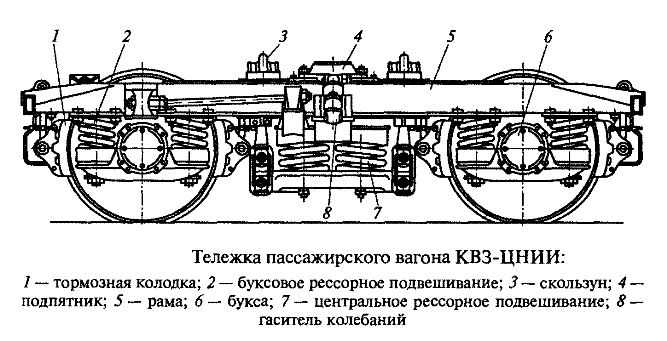 1 2 3 4 5 6
8 7
Тележка пассажирского вагона КВЗ-ЦНИИ:
1 — тормозная колодка; 2 — буксовое рессорное подвешивание; 3 — скользун; 4 —
подпятник; 5 — рама; 6 — букса; 7 — центральное рессорное подвешивание; 8 —
гаситель колебаний